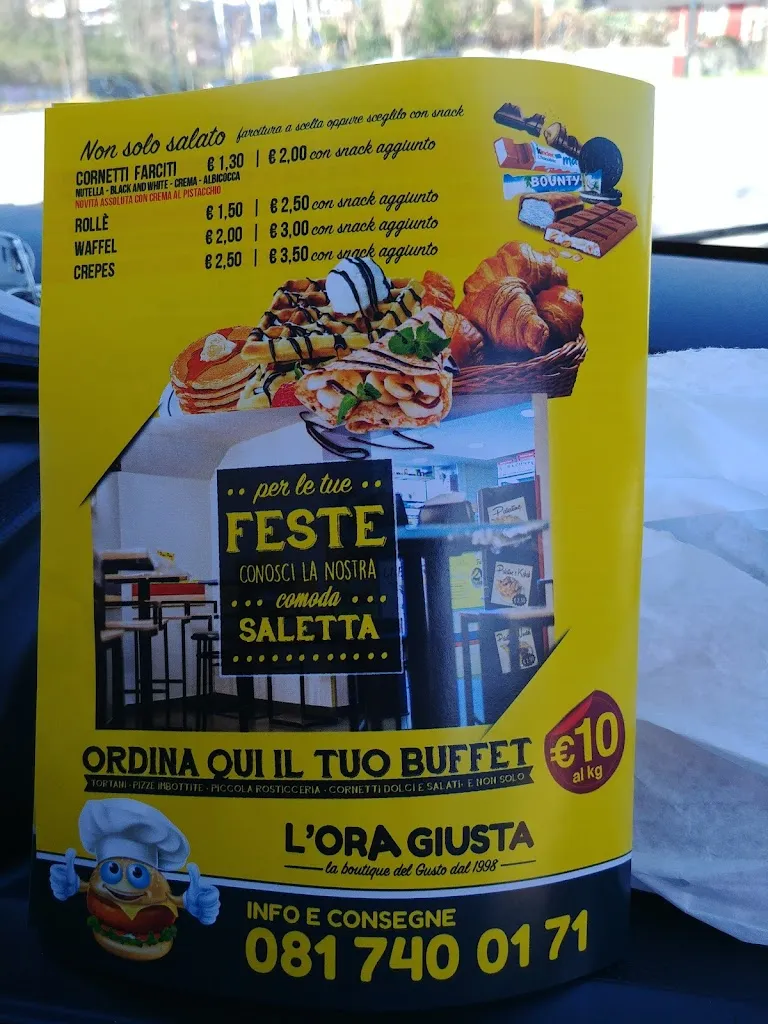 Non solo salato farcitura a scelta oppure sceglilo con snack
CORNETTI FARCITI € 1,30 | € 2,00 con snack aggiunto
NUTELLA - BLACK AND WHITE - CREMA - ALBICOCCA
NOVITÀ ASSOLUTA CON CREMA AL PISTACCHIO
ROLLÈ € 1,50 | € 2,50 con snack aggiunto
WAFFEL € 2,00 | € 3,00 con snack aggiunto
CREPES € 2,50 | € 3,50 con snack aggiunto
BOUNTY
per le tue
FESTE
CONOSCI LA NOSTRA
comoda
SALETTA
ORDINA QUI IL TUO BUFFET
TORTANI - PIZZE IMBOTTITE - PICCOLA ROSTICCERIA - CORNETTI DOLCI E SALATI - E NON SOLO
€10
al kg
L'ORA GIUSTA
la boutique del Gusto dal 1998
INFO E CONSEGNE
081 740 01 71